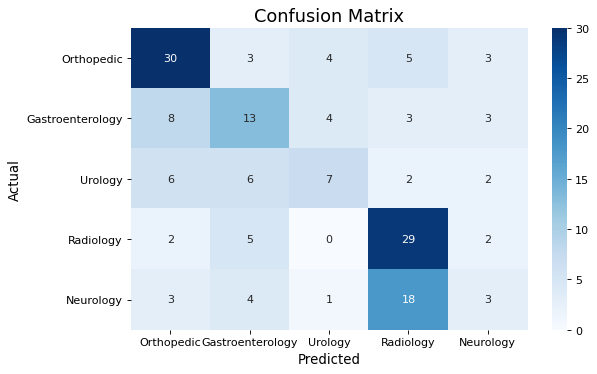 Confusion Matrix
Actual
Orthopedic 30 3 4 5 3
Gastroenterology 8 13 4 3 3
Urology 6 6 7 2 2
Radiology 2 5 0 29 2
Neurology 3 4 1 18 3
Orthopedic Gastroenterology Urology Radiology Neurology
Predicted
30
25
20
15
10
5
0